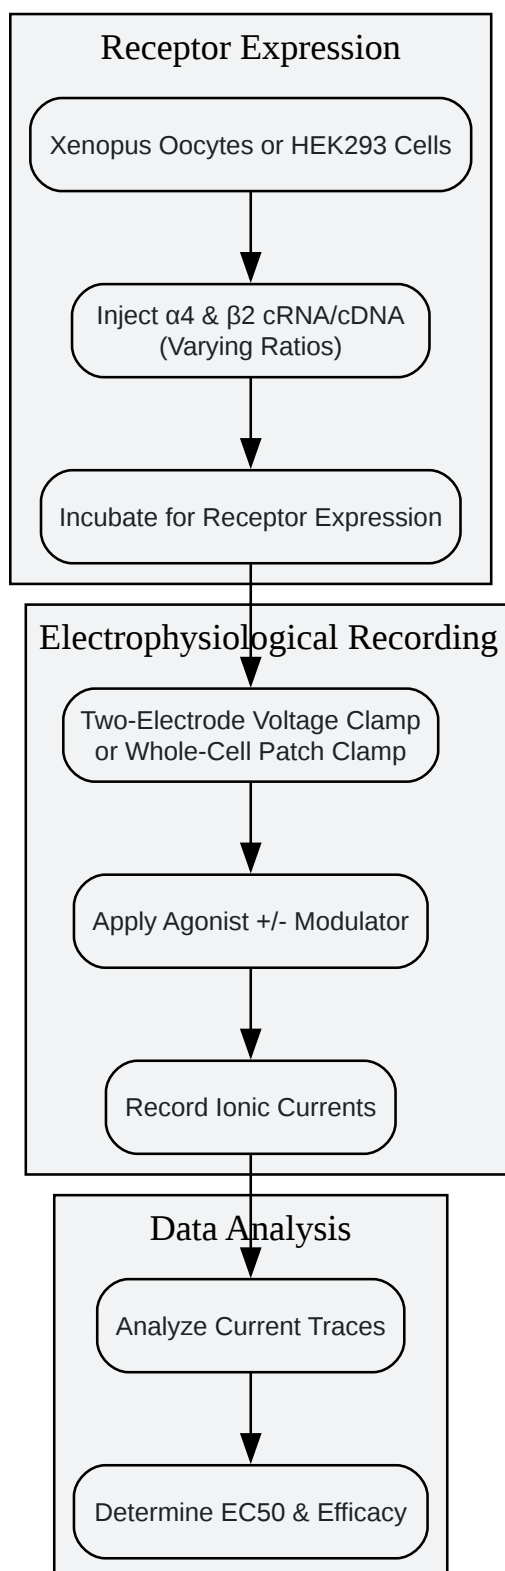 Receptor Expression
Xenopus Oocytes or HEK293 Cells
Inject α4 & β2 cRNA/cDNA
(Varying Ratios)
Incubate for Receptor Expression
Electrophysiological Recording
Two-Electrode Voltage Clamp
or Whole-Cell Patch Clamp
Apply Agonist +/- Modulator
Record Ionic Currents
Data Analysis
Analyze Current Traces
Determine EC50 & Efficacy